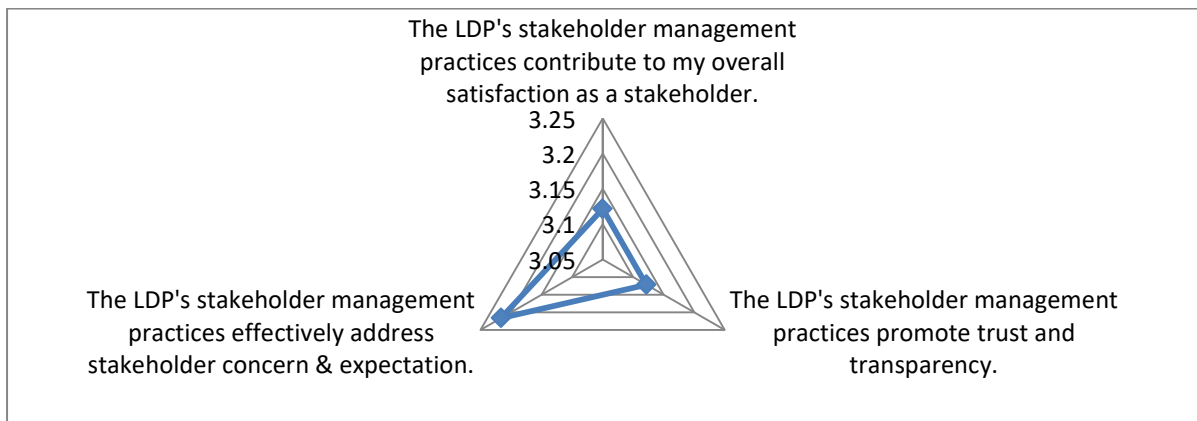 The LDP's stakeholder management
practices contribute to my overall
satisfaction as a stakeholder.
3.25
3.2
3.15
3.1
3.05
The LDP's stakeholder management
practices effectively address
stakeholder concern & expectation.
The LDP's stakeholder management
practices promote trust and
transparency.